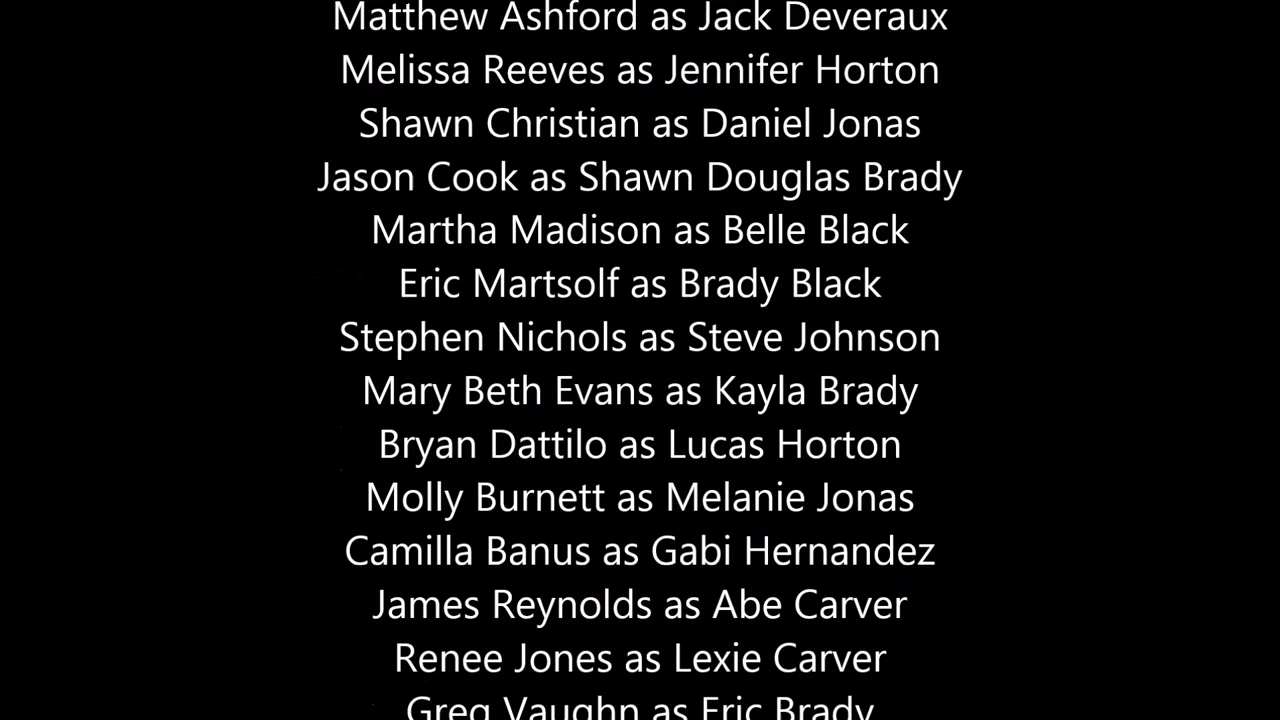 Matthew Ashford as Jack Deveraux
Melissa Reeves as Jennifer Horton
Shawn Christian as Daniel Jonas
Jason Cook as Shawn Douglas Brady
Martha Madison as Belle Black
Eric Martsolf as Brady Black
Stephen Nichols as Steve Johnson
Mary Beth Evans as Kayla Brady
Bryan Dattilo as Lucas Horton
Molly Burnett as Melanie Jonas
Camilla Banus as Gabi Hernandez
James Reynolds as Abe Carver
Renee Jones as Lexie Carver
Greg Vaughn as Eric Brady